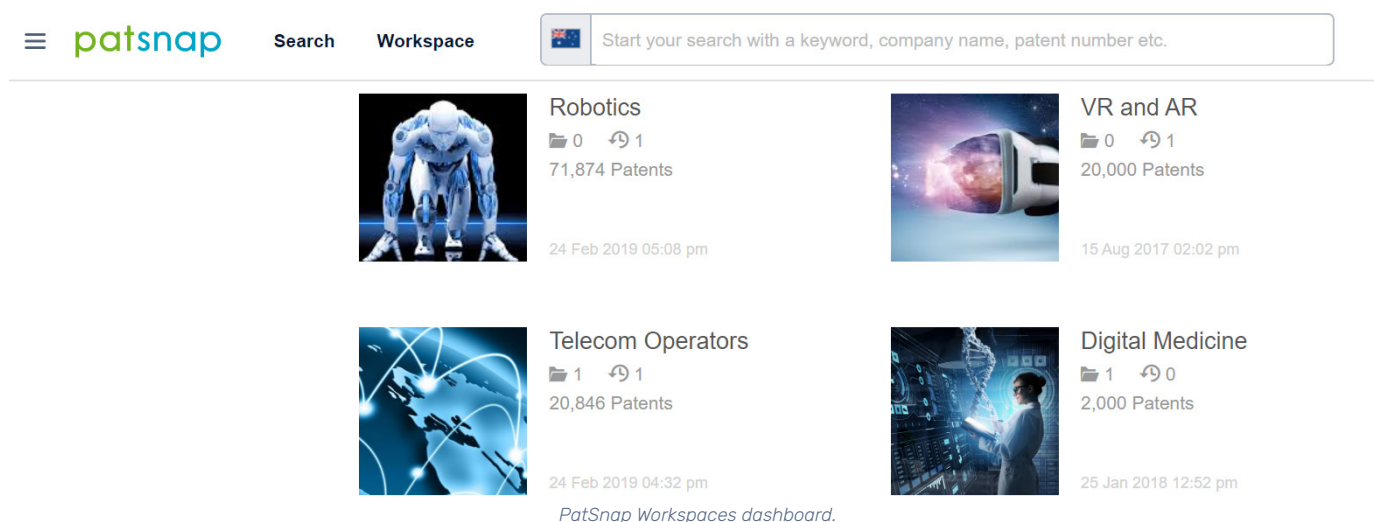 patsnap Search Workspace Start your search with a keyword, company name, patent number etc.
Robotics
0 1
71,874 Patents
24 Feb 2019 05:08 pm
VR and AR
0 1
20,000 Patents
15 Aug 2017 02:02 pm
Telecom Operators
1 1
20,846 Patents
24 Feb 2019 04:32 pm
Digital Medicine
1 0
2,000 Patents
25 Jan 2018 12:52 pm
PatSnap Workspaces dashboard.